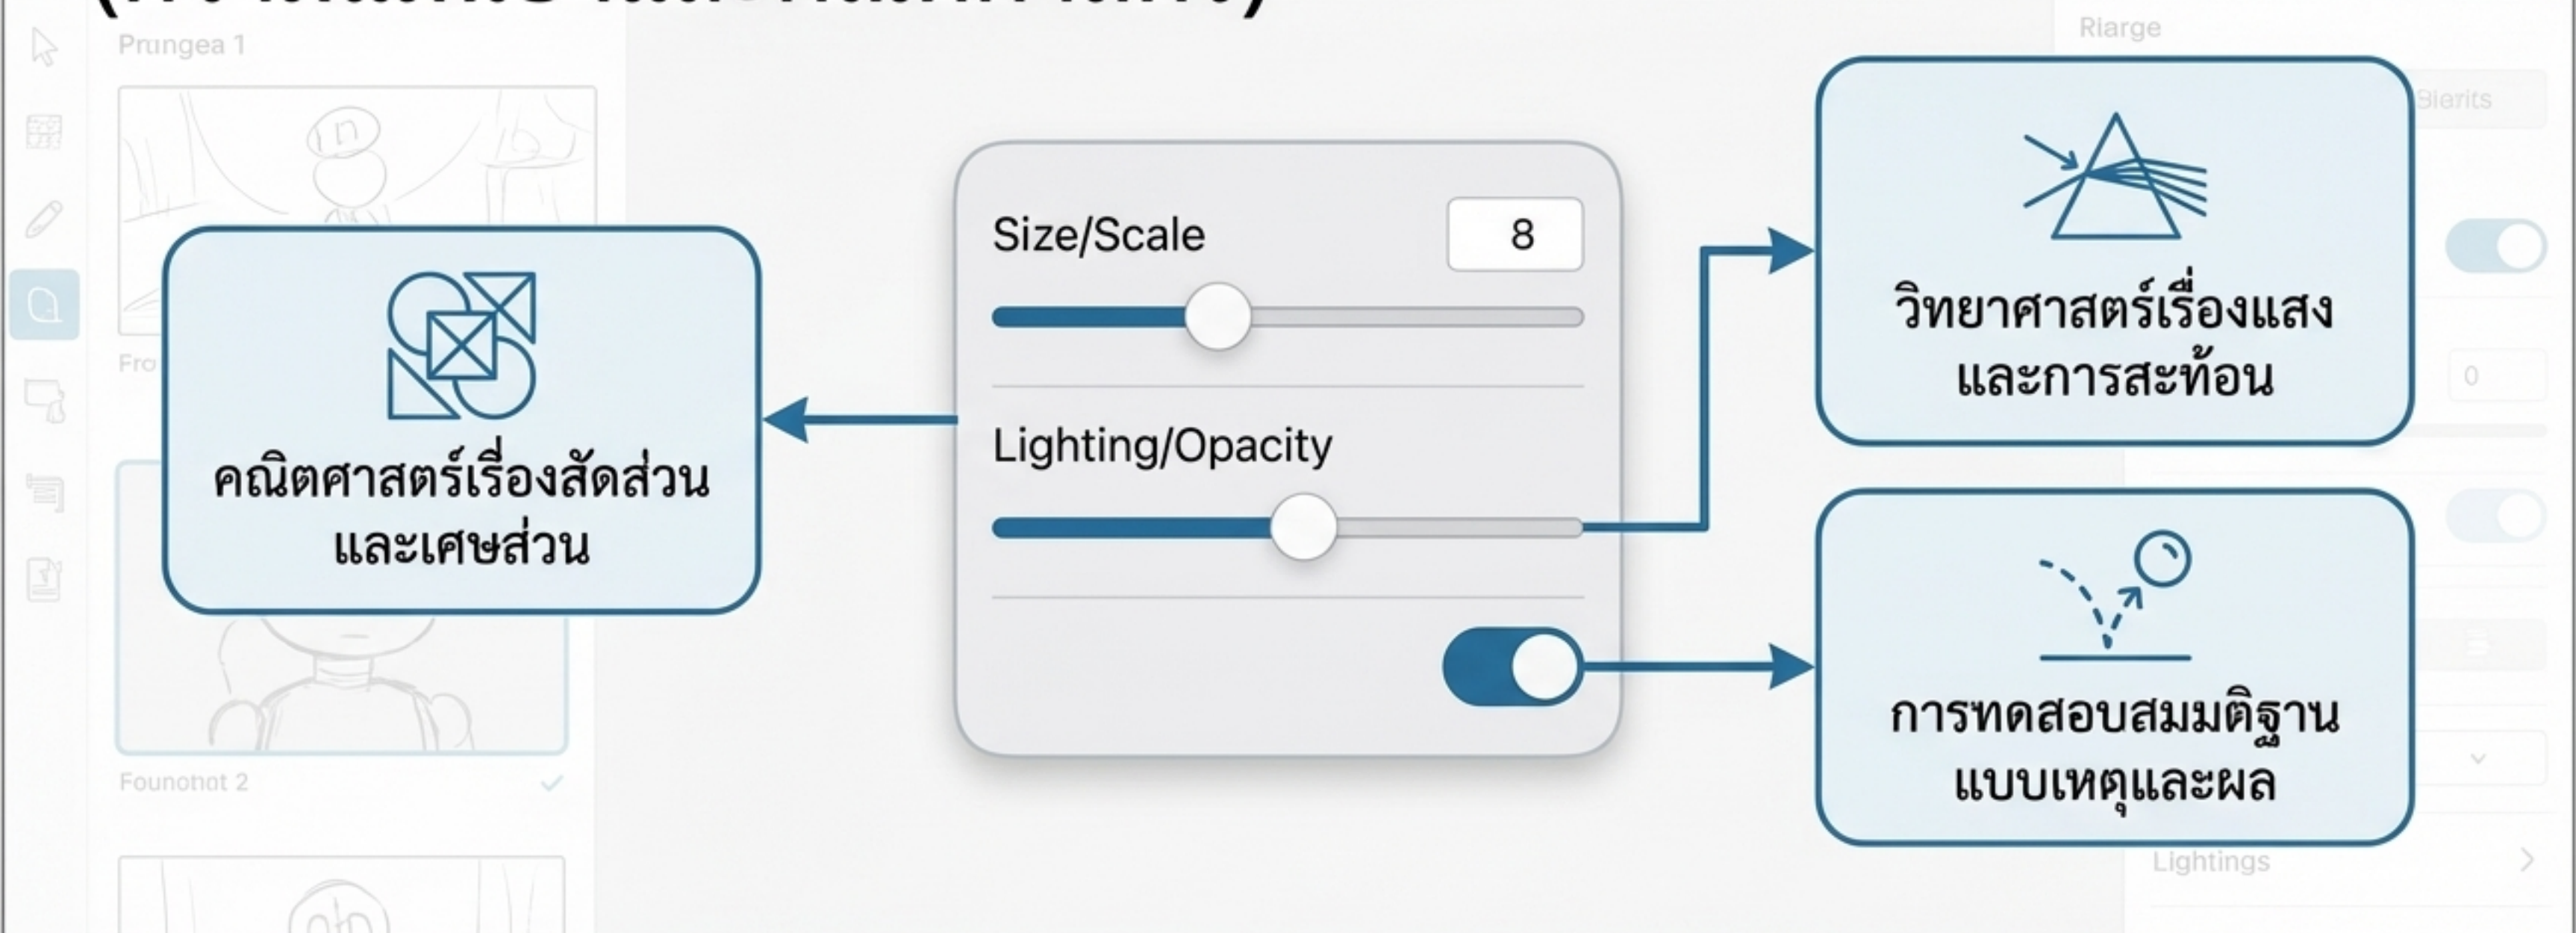 Prungea 1
Riarge
Bierits
Size/Scale
8
Lighting/Opacity
คณิตศาสตร์เรื่องสัดส่วน
และเศษส่วน
วิทยาศาสตร์เรื่องแสง
และการสะท้อน
0
การทดสอบสมมติฐาน
แบบเหตุและผล
Fro
Founothot 2
Lightings